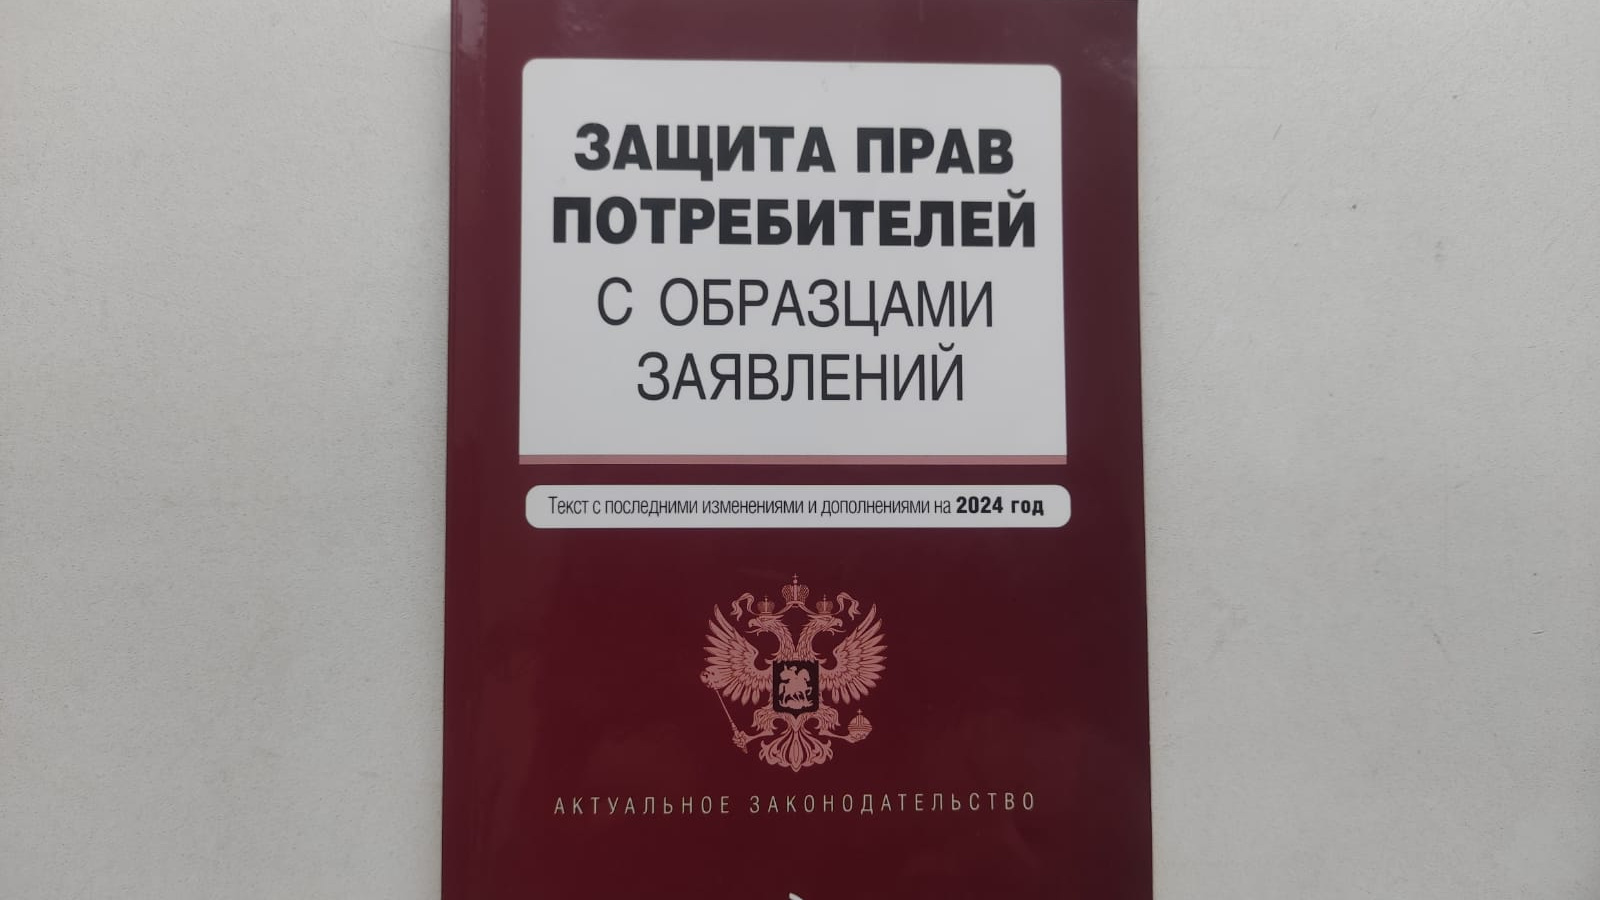 ЗАЩИТА ПРАВ
ПОТРЕБИТЕЛЕЙ
С ОБРАЗЦАМИ
ЗАЯВЛЕНИЙ
Текст с последними изменениями и дополнениями на 2024 год
АКТУАЛЬНОЕ ЗАКОНОДАТЕЛЬСТВО